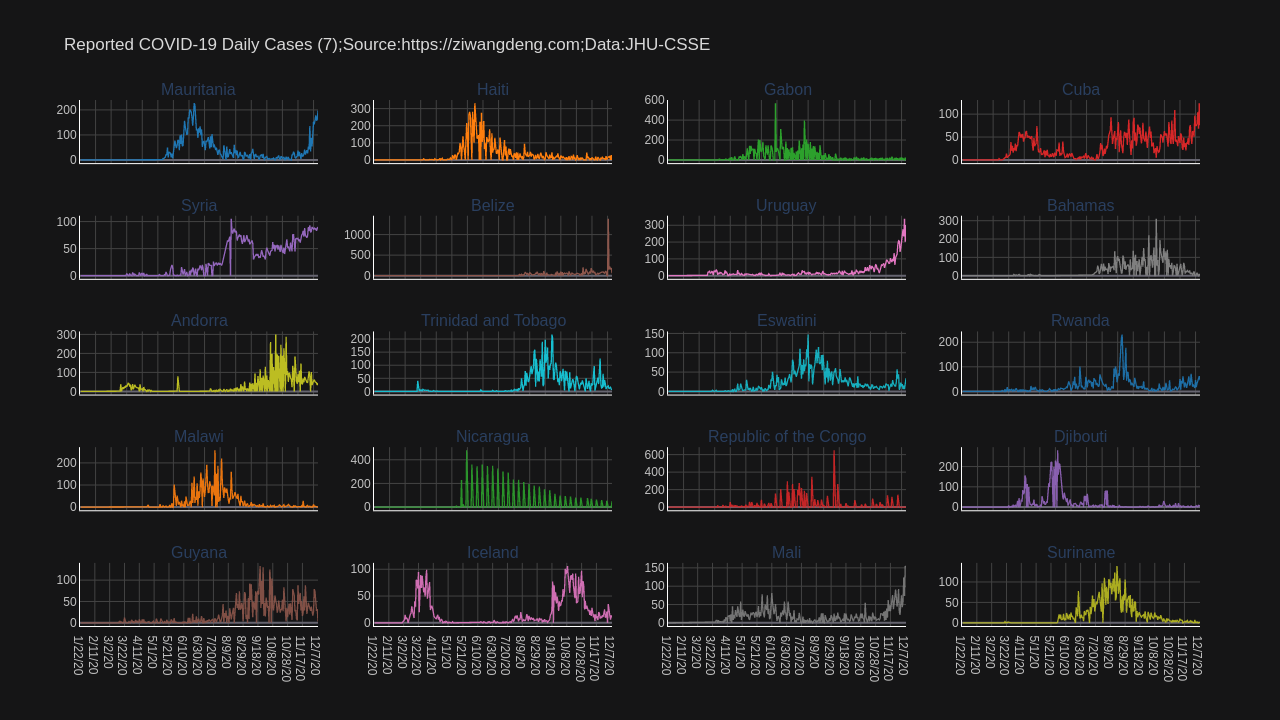 Reported COVID-19 Daily Cases (7);Source:https://ziwangdeng.com;Data:JHU-CSSE
Mauritania Haiti Gabon Cuba
200 100 0 300 200 100 0 600 400 200 0 100 50 0
Syria Belize Uruguay Bahamas
100 50 0 1000 500 0 300 200 100 0 300 200 100 0
Andorra Trinidad and Tobago Eswatini Rwanda
300 200 100 0 200 150 100 50 0 150 100 50 0 200 100 0
Malawi Nicaragua Republic of the Congo Djibouti
200 100 0 400 200 0 600 400 200 0 200 100 0
Guyana Iceland Mali Suriname
100 50 0 100 50 0 150 100 50 0 100 50 0
1/22/20 2/11/20 3/2/20 3/22/20 4/11/20 5/1/20 5/21/20 6/10/20 6/30/20 7/20/20 8/9/20 8/29/20 9/18/20 10/8/20 10/28/20 11/17/20 12/7/20
1/22/20 2/11/20 3/2/20 3/22/20 4/11/20 5/1/20 5/21/20 6/10/20 6/30/20 7/20/20 8/9/20 8/29/20 9/18/20 10/8/20 10/28/20 11/17/20 12/7/20
1/22/20 2/11/20 3/2/20 3/22/20 4/11/20 5/1/20 5/21/20 6/10/20 6/30/20 7/20/20 8/9/20 8/29/20 9/18/20 10/8/20 10/28/20 11/17/20 12/7/20
1/22/20 2/11/20 3/2/20 3/22/20 4/11/20 5/1/20 5/21/20 6/10/20 6/30/20 7/20/20 8/9/20 8/29/20 9/18/20 10/8/20 10/28/20 11/17/20 12/7/20